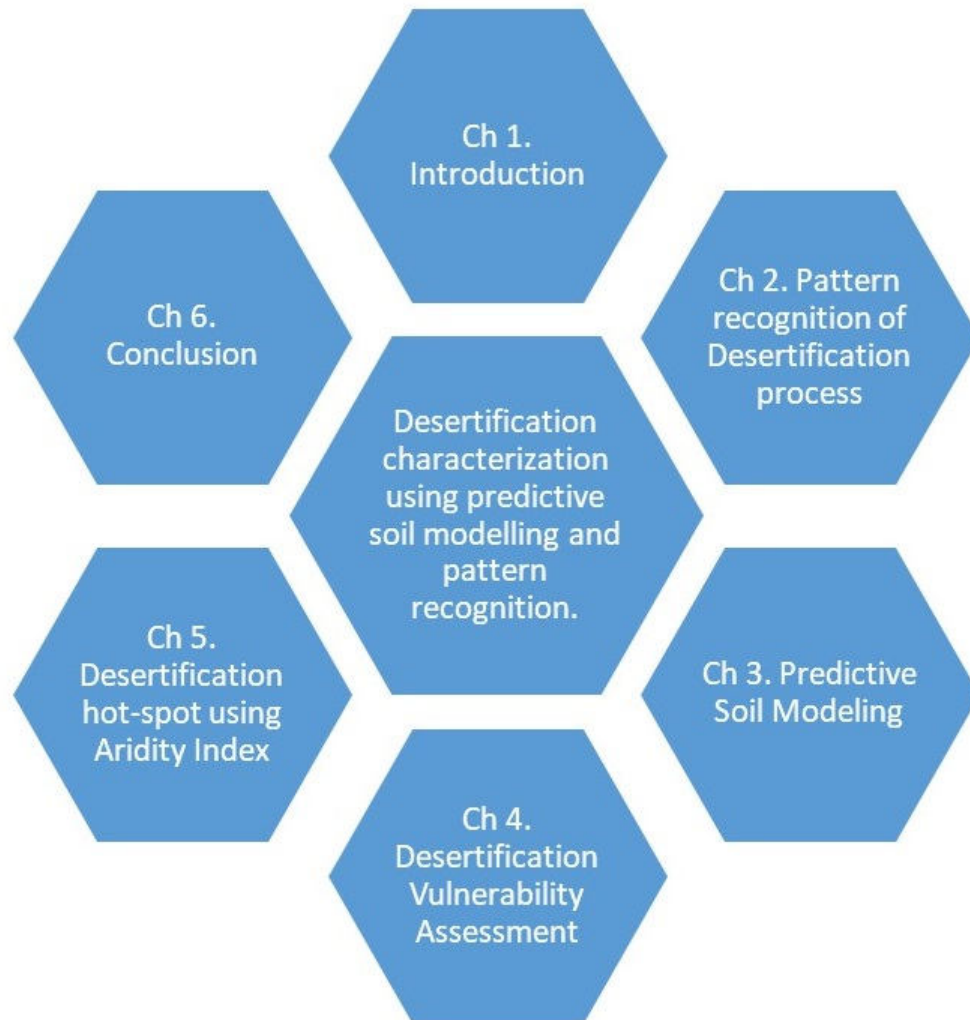 Ch 1.
Introduction
Ch 2. Pattern
recognition of
Desertification
process
Ch 3. Predictive
Soil Modeling
Ch 4.
Desertification
Vulnerability
Assessment
Ch 5.
Desertification
hot-spot using
Aridity Index
Ch 6.
Conclusion
Desertification
characterization
using predictive
soil modelling and
pattern
recognition.